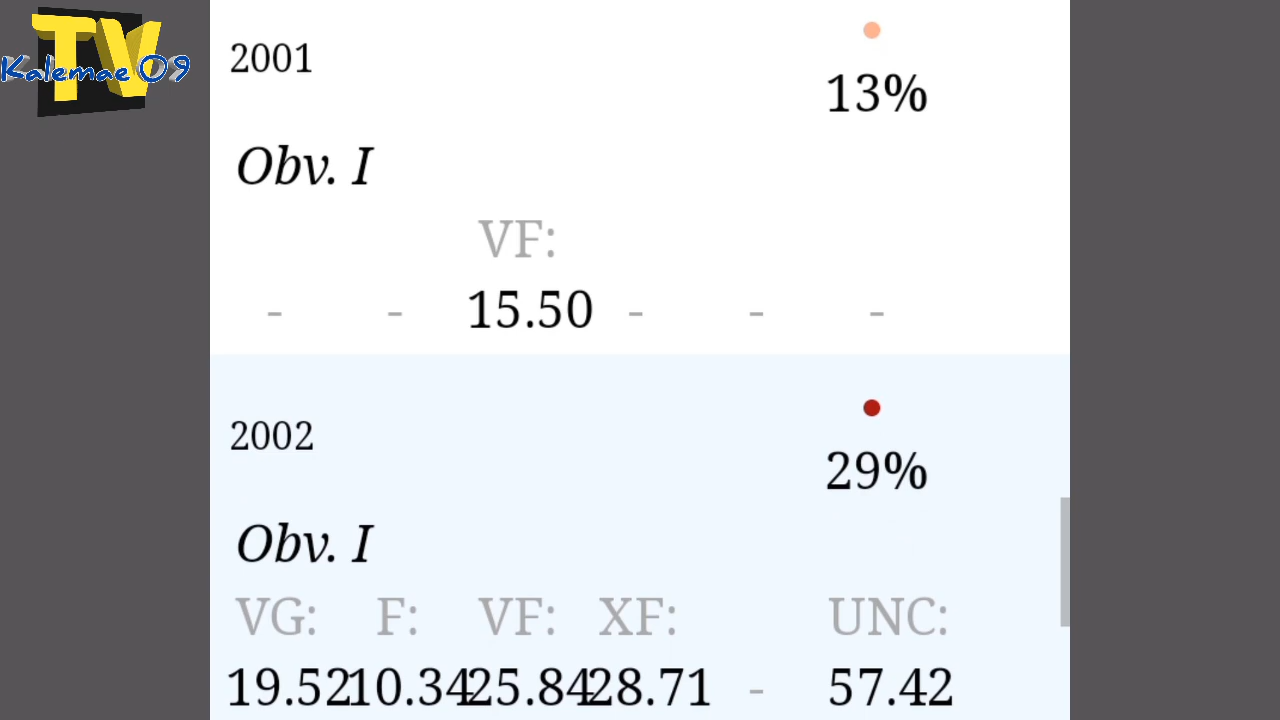 TV
Kalemae 09
2001
13%
Obv. I
VF:
- - 15.50 - - -
2002
29%
Obv. I
VG: F: VF: XF: UNC:
19.52 10.34 25.84 28.71 - 57.42